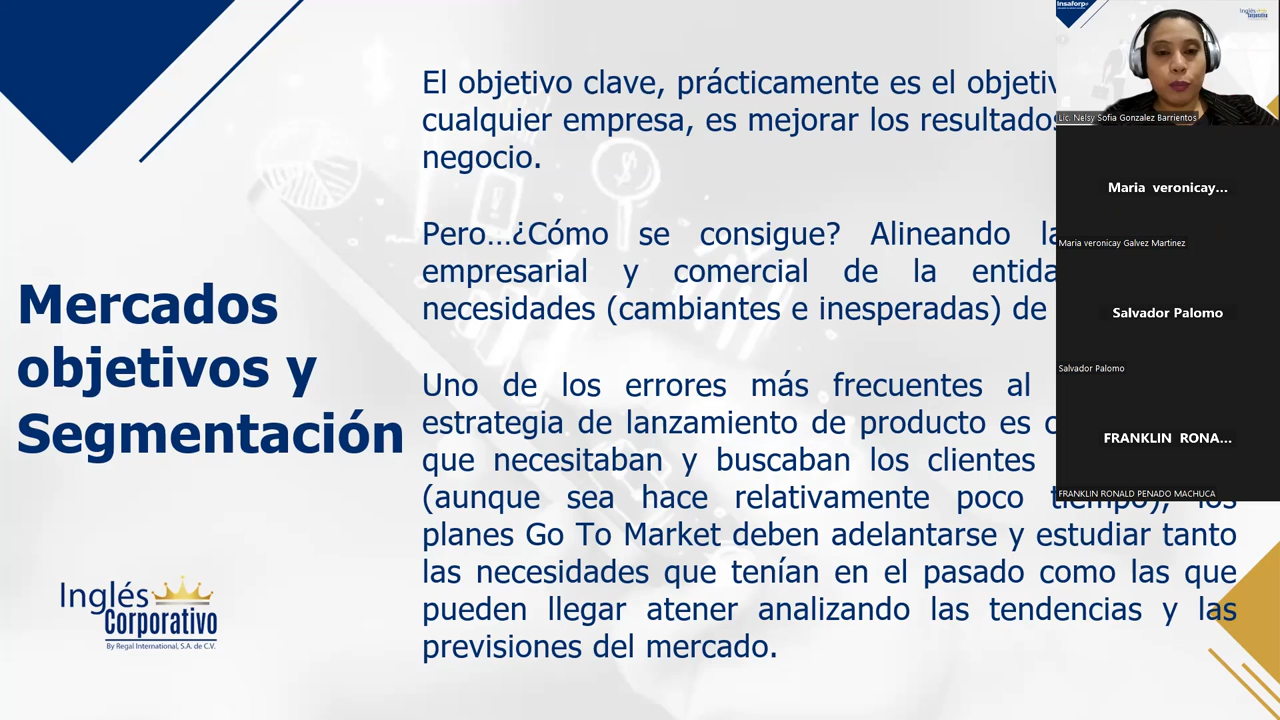 Mercados
objetivos y
Segmentación
El objetivo clave, prácticamente es el
cualquier empresa, es mejorar los
negocio.
Pero...¿Cómo se consigue? Alineando
empresarial y comercial de la
necesidades (cambiantes e inesperadas) de
Uno de los errores más frecuentes al
estrategia de lanzamiento de producto es
que necesitaban y buscaban los clientes
(aunque sea hace relativamente poco tiempo), los
planes Go To Market deben adelantarse y estudiar tanto
las necesidades que tenían en el pasado como las que
pueden llegar atener analizando las tendencias y las
previsiones del mercado.
Inglés
Corporativo
By Regal International, S.A. de C.V.
Insaforp
Inglés
Corporativo
Lic. Nelsy Sofia Gonzalez Barrientos
Maria veronicay...
Maria veronicay Galvez Martinez
Salvador Palomo
Salvador Palomo
FRANKLIN RONA...
FRANKLIN RONALD PENADO MACHUCA